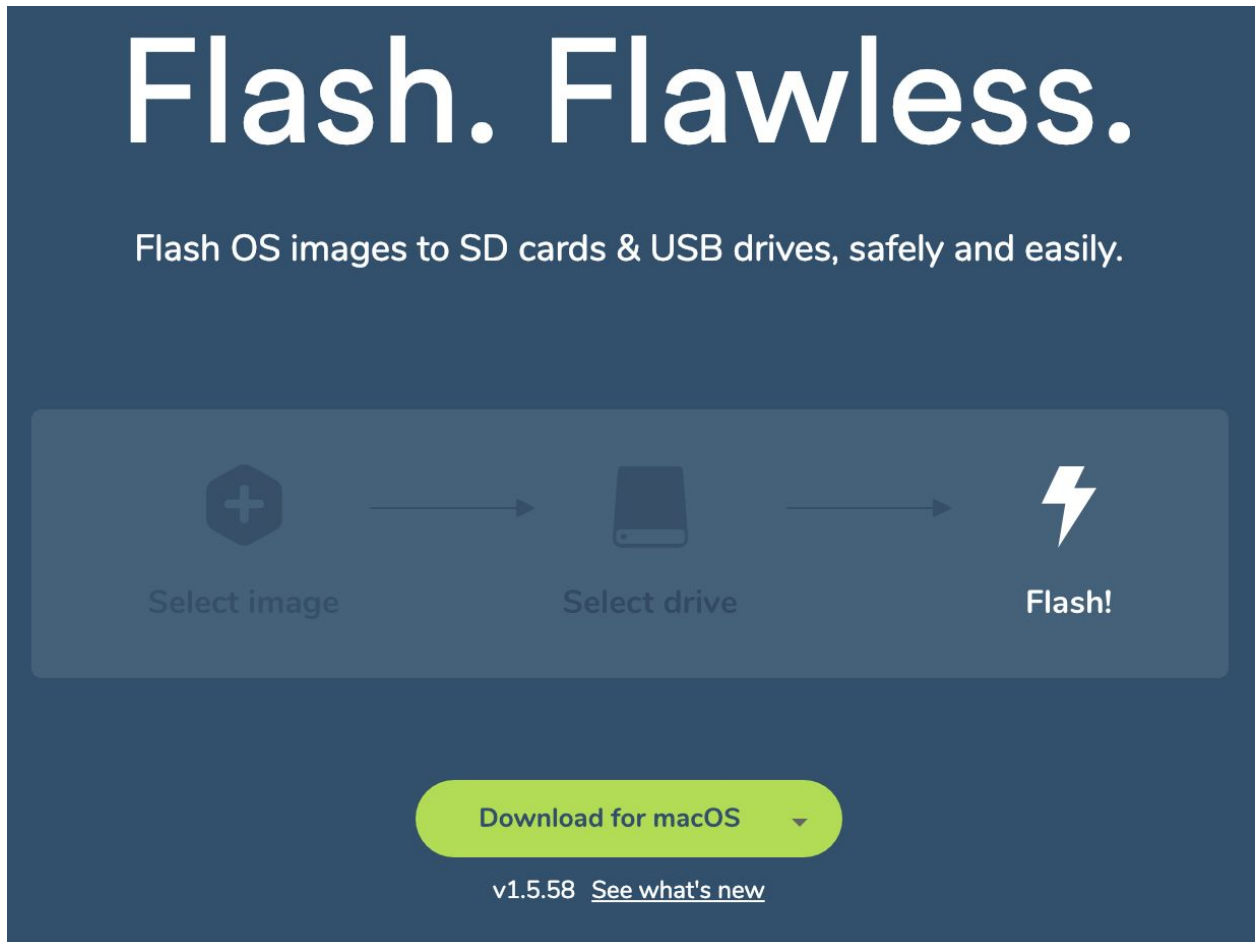 Flash. Flawless.
Flash OS images to SD cards & USB drives, safely and easily.
Select image
Select drive
Flash!
Download for macOS
v1.5.58 See what's new